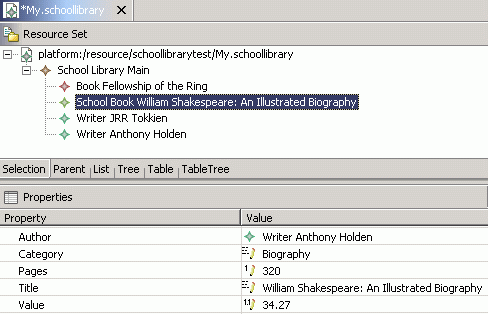 *My.schoollibrary
Resource Set
platform:/resource/schoollibrarytest/My.schoollibrary
School Library Main
Book Fellowship of the Ring
School Book William Shakespeare: An Illustrated Biography
Writer JRR Tokkien
Writer Anthony Holden
Selection Parent List Tree Table TableTree
Properties
Property Value
Author Writer Anthony Holden
Category Biography
Pages 320
Title William Shakespeare: An Illustrated Biography
Value 34.27